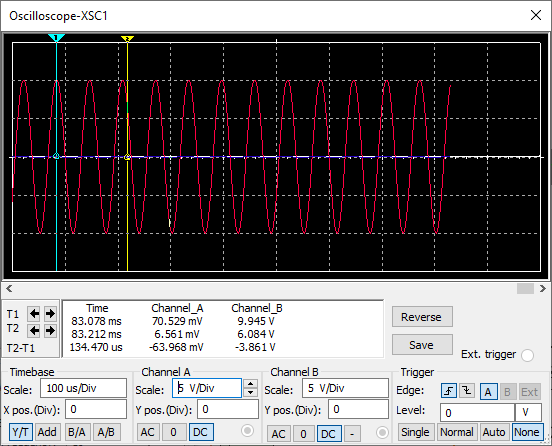 Oscilloscope-XSC1
1 2
T1
T2
T2-T1
Time Channel_A Channel_B
83.078 ms 70.529 mV 9.945 V
83.212 ms 6.561 mV 6.084 V
134.470 us -63.968 mV -3.861 V
Reverse
Save
Ext. trigger
Timebase
Scale: 100 us/Div
X pos.(Div): 0
Y/T Add B/A A/B
Channel A
Scale: 5 V/Div
Y pos.(Div): 0
AC 0 DC
Channel B
Scale: 5 V/Div
Y pos.(Div): 0
AC 0 DC -
Trigger
Edge: A B Ext
Level: 0 V
Single Normal Auto None